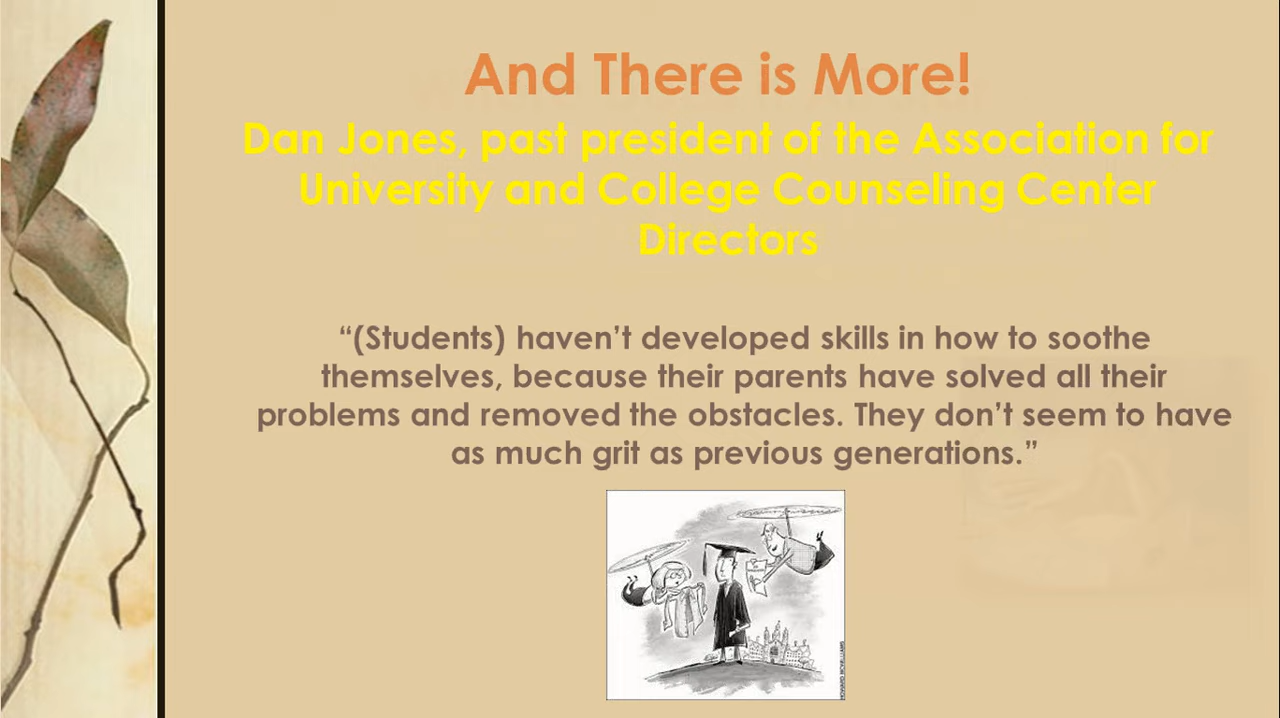 And There is More!
Dan Jones, past president of the Association for
University and College Counseling Center
Directors
“(Students) haven’t developed skills in how to soothe
themselves, because their parents have solved all their
problems and removed the obstacles. They don’t seem to have
as much grit as previous generations.”